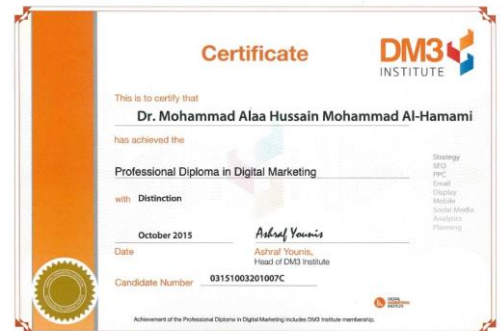 Certificate
DM3
INSTITUTE
This is to certify that
Dr. Mohammad Alaa Hussain Mohammad Al-Hamami
has achieved the
Professional Diploma in Digital Marketing
with Distinction
Strategy
SEO
PPC
Email
Display
Mobile
Social Media
Analytics
Planning
October 2015
Ashraf Younis
Date
Ashraf Younis,
Head of DM3 Institute
Candidate Number 03151003201007C
DIGITAL
MARKETING
INSTITUTE
Achievement of the Professional Diploma in Digital Marketing includes DM3 Institute membership.